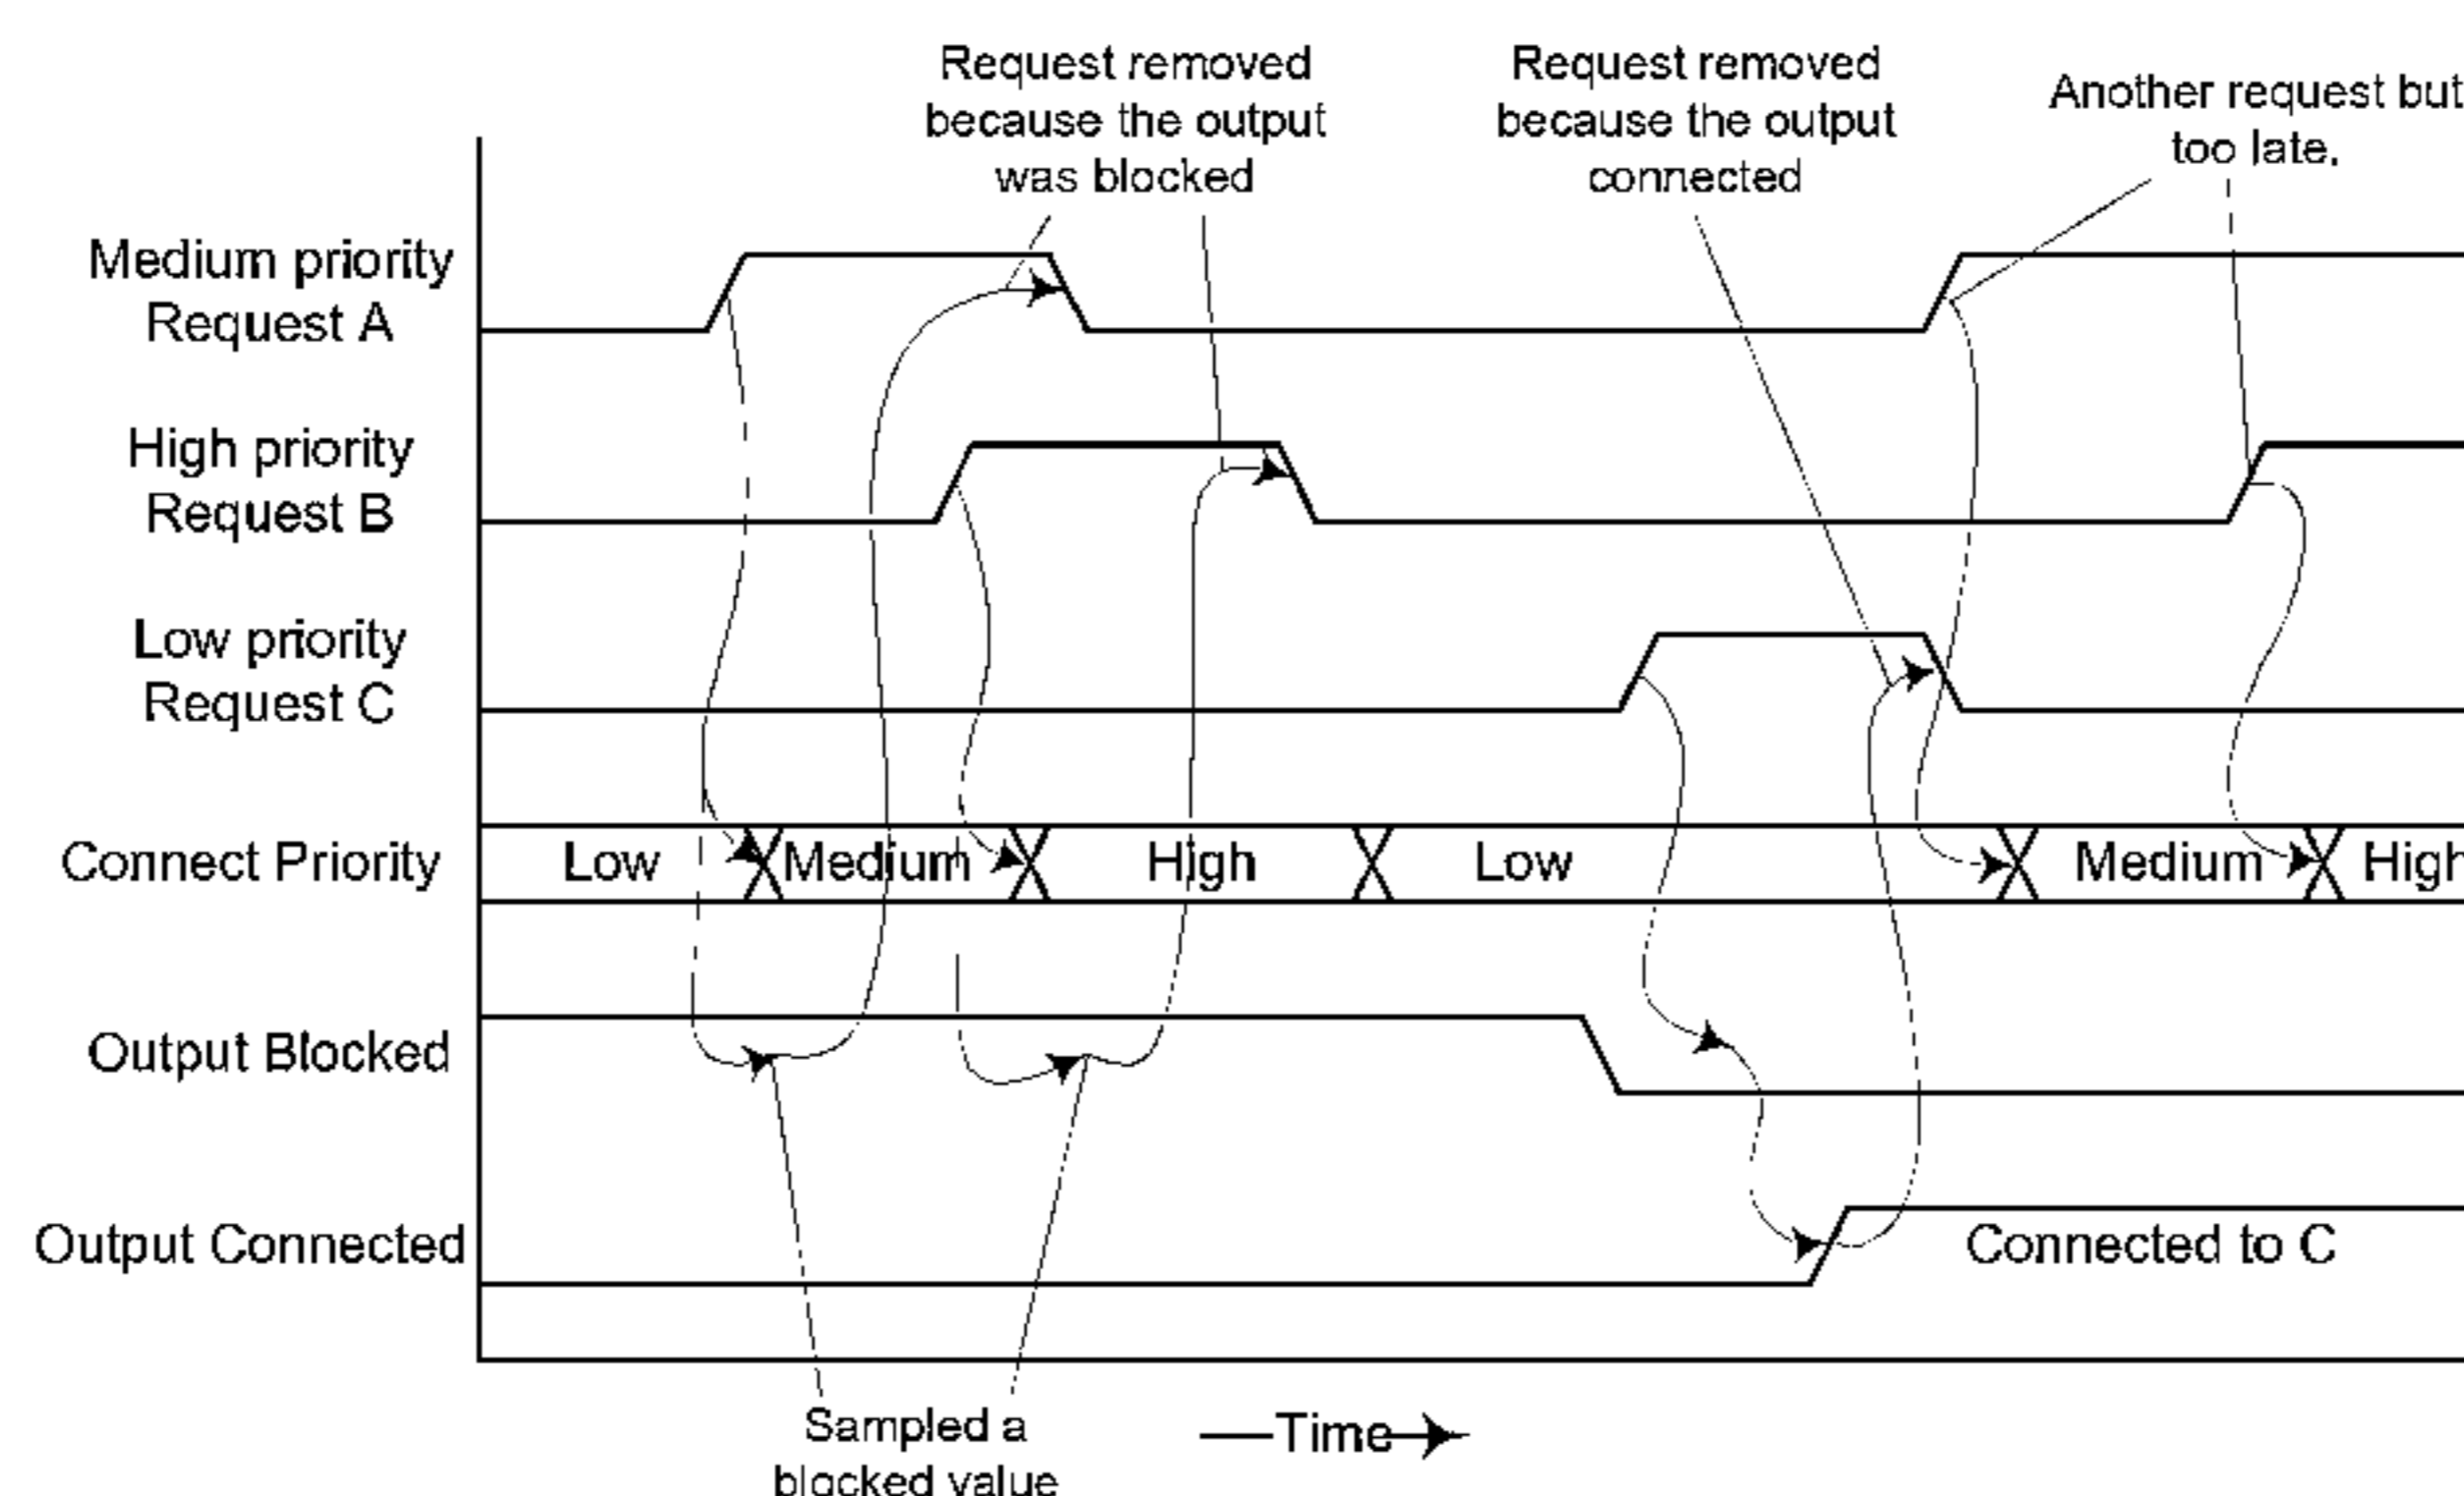 Request removed
because the output
was blocked
Request removed
because the output
connected
Another request but
too late.
Medium priority
Request A
High priority
Request B
Low priority
Request C
Connect Priority
Low
Medium
High
Low
Medium
High
Output Blocked
Output Connected
Connected to C
Sampled a
blocked value
Time